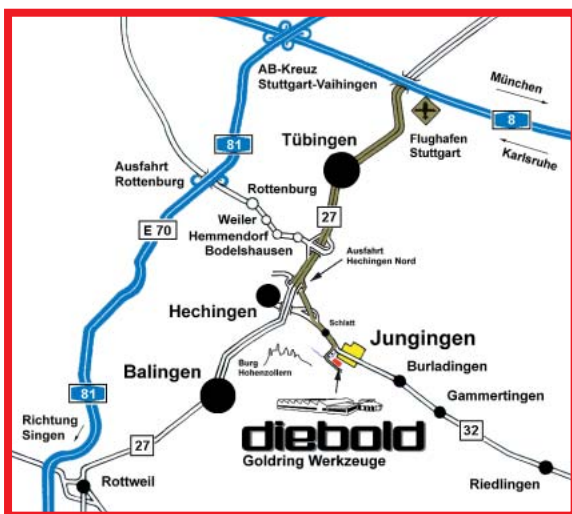 AB-Kreuz
Stuttgart-Vaihingen
München
8
Karlsruhe
Flughafen
Stuttgart
81
Tübingen
Ausfahrt
Rottenburg
Rottenburg
27
E 70
Weiler
Hemmendorf
Bodelshausen
Ausfahrt
Hechingen Nord
Hechingen
Schlatt
Jungingen
Burg
Hohenzollern
Burladingen
Balingen
Gammertingen
81
Richtung
Singen
27
32
diebold
Goldring Werkzeuge
Rottweil
Riedlingen